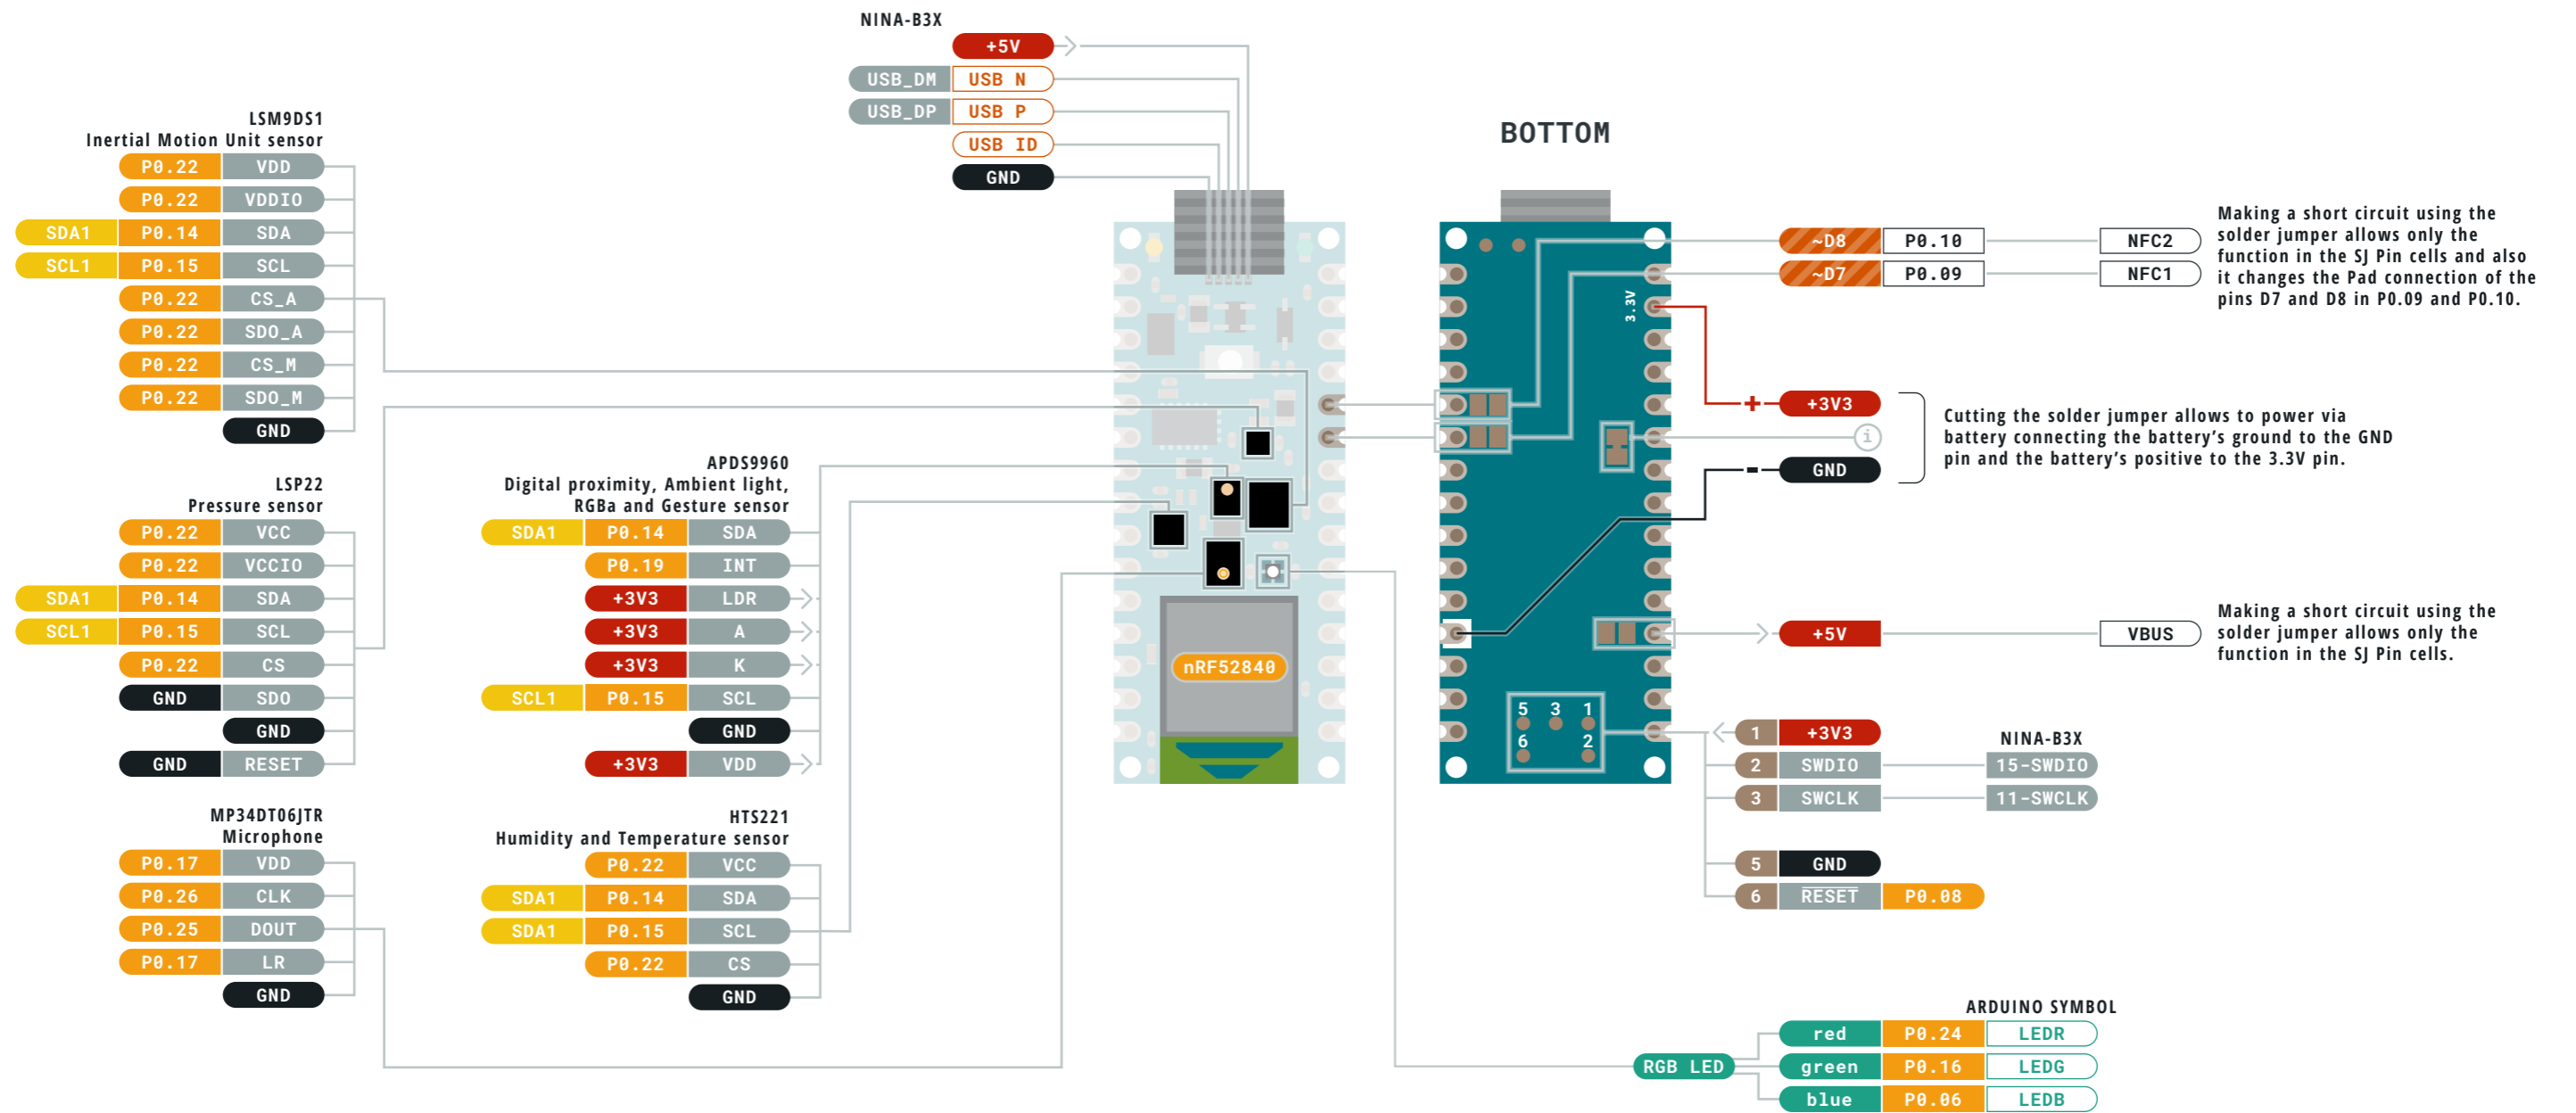 NINA-B3X
+5V
USB_DM USB N
USB_DP USB P
USB ID
GND
LSM9DS1
Inertial Motion Unit sensor
P0.22 VDD
P0.22 VDDIO
SDA1 P0.14 SDA
SCL1 P0.15 SCL
P0.22 CS_A
P0.22 SDO_A
P0.22 CS_M
P0.22 SDO_M
GND
LSP22
Pressure sensor
P0.22 VCC
P0.22 VCCIO
SDA1 P0.14 SDA
SCL1 P0.15 SCL
P0.22 CS
GND SDO
GND
GND RESET
MP34DT06JTR
Microphone
P0.17 VDD
P0.26 CLK
P0.25 DOUT
P0.17 LR
GND
APDS9960
Digital proximity, Ambient light,
RGBa and Gesture sensor
SDA1 P0.14 SDA
P0.19 INT
+3V3 LDR
+3V3 A
+3V3 K
SCL1 P0.15 SCL
GND
+3V3 VDD
HTS221
Humidity and Temperature sensor
P0.22 VCC
SDA1 P0.14 SDA
SDA1 P0.15 SCL
P0.22 CS
GND
nRF52840
BOTTOM
3.3V
5 3 1
6 2
~D8 P0.10 NFC2
~D7 P0.09 NFC1
Making a short circuit using the
solder jumper allows only the
function in the SJ Pin cells and also
it changes the Pad connection of the
pins D7 and D8 in P0.09 and P0.10.
+ +3V3
i
- GND
Cutting the solder jumper allows to power via
battery connecting the battery's ground to the GND
pin and the battery's positive to the 3.3V pin.
+5V VBUS
Making a short circuit using the
solder jumper allows only the
function in the SJ Pin cells.
1 +3V3
NINA-B3X
2 SWDIO 15-SWDIO
3 SWCLK 11-SWCLK
5 GND
6 RESET P0.08
ARDUINO SYMBOL
RGB LED
red P0.24 LEDR
green P0.16 LEDG
blue P0.06 LEDB